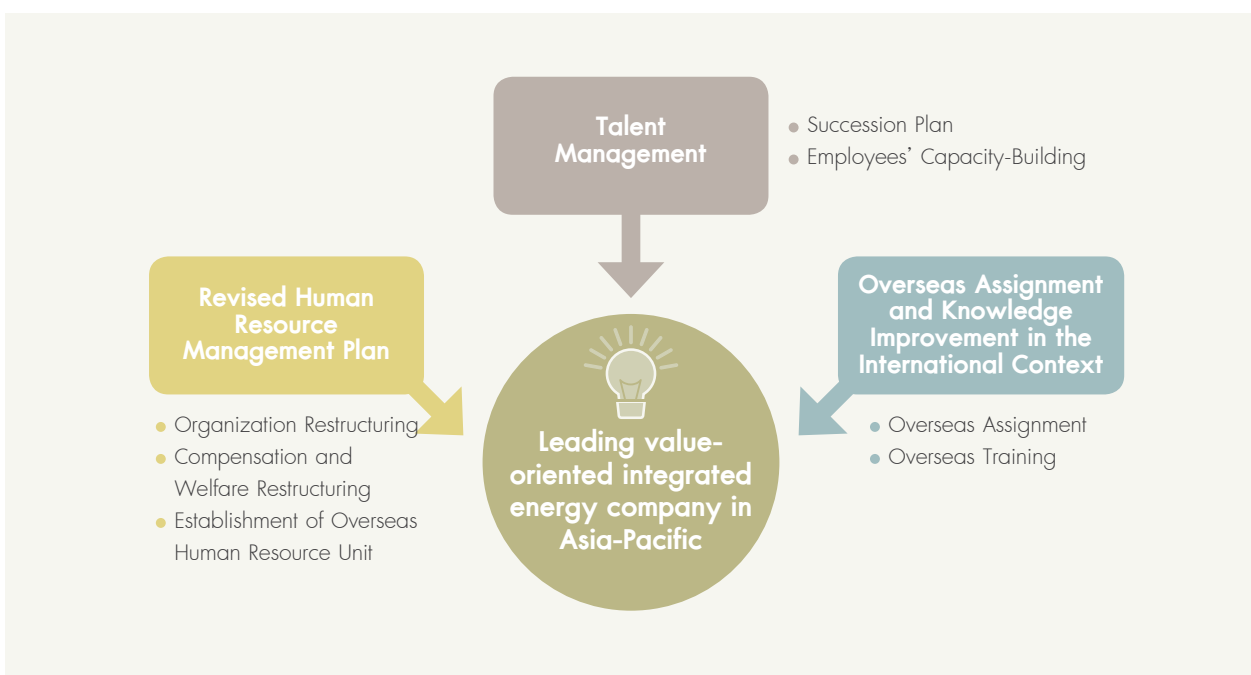 Talent
Management
• Succession Plan
• Employees’ Capacity-Building
Revised Human
Resource
Management Plan
• Organization Restructuring
• Compensation and
Welfare Restructuring
• Establishment of Overseas
Human Resource Unit
Overseas Assignment
and Knowledge
Improvement in the
International Context
• Overseas Assignment
• Overseas Training
Leading value-
oriented integrated
energy company in
Asia-Pacific